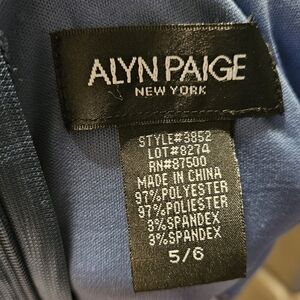 ALYN PAIGE
NEW YORK
STYLE#3852
LOT#8274
RN#87500
MADE IN CHINA
97%POLYESTER
97%POLIESTER
3%SPANDEX
3%SPANDEX
5/6